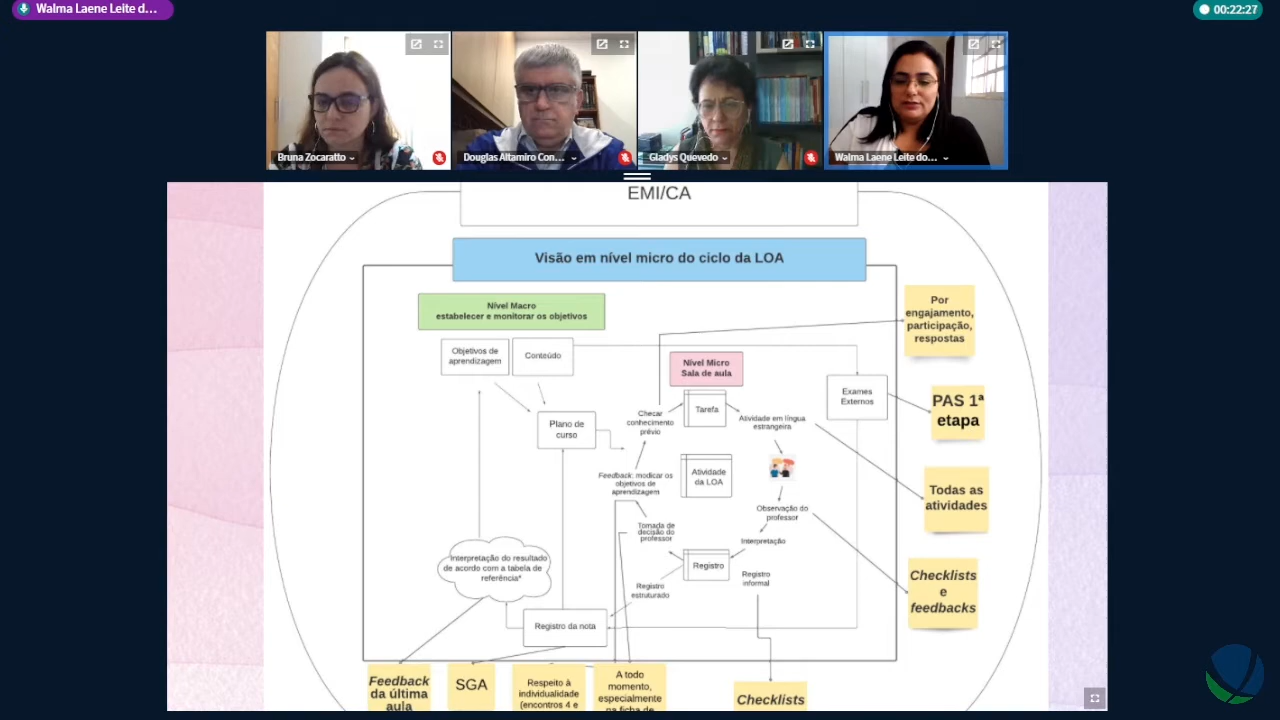 Walma Laene Leite d...
00:22:27
Bruna Zocaratto
Douglas Altamiro Con...
Gladys Quevedo
Walma Laene Leite do...
EMI/CA
Visão em nível micro do ciclo da LOA
Nível Macro
estabelecer e monitorar os objetivos
Objetivos de
aprendizagem
Conteúdo
Plano de
curso
Nível Micro
Sala de aula
Checar
conhecimento
prévio
Tarefa
Atividade em língua
estrangeira
Exames
Externos
Feedback: modicar os
objetivos de
aprendizagem
Atividade
da LOA
Observação do
professor
Tomada de
decisão do
professor
Interpretação
Registro
Registro
informal
Registro
estruturado
Interpretação do resultado
de acordo com a tabela de
referência*
Registro da nota
Por
engajamento,
participação,
respostas
PAS 1ª
etapa
Todas as
atividades
Checklists
e
feedbacks
Feedback
da última
aula
SGA
Respeito à
individualidade
(encontros 4 e
A todo
momento,
especialmente
na ficha de
Checklists